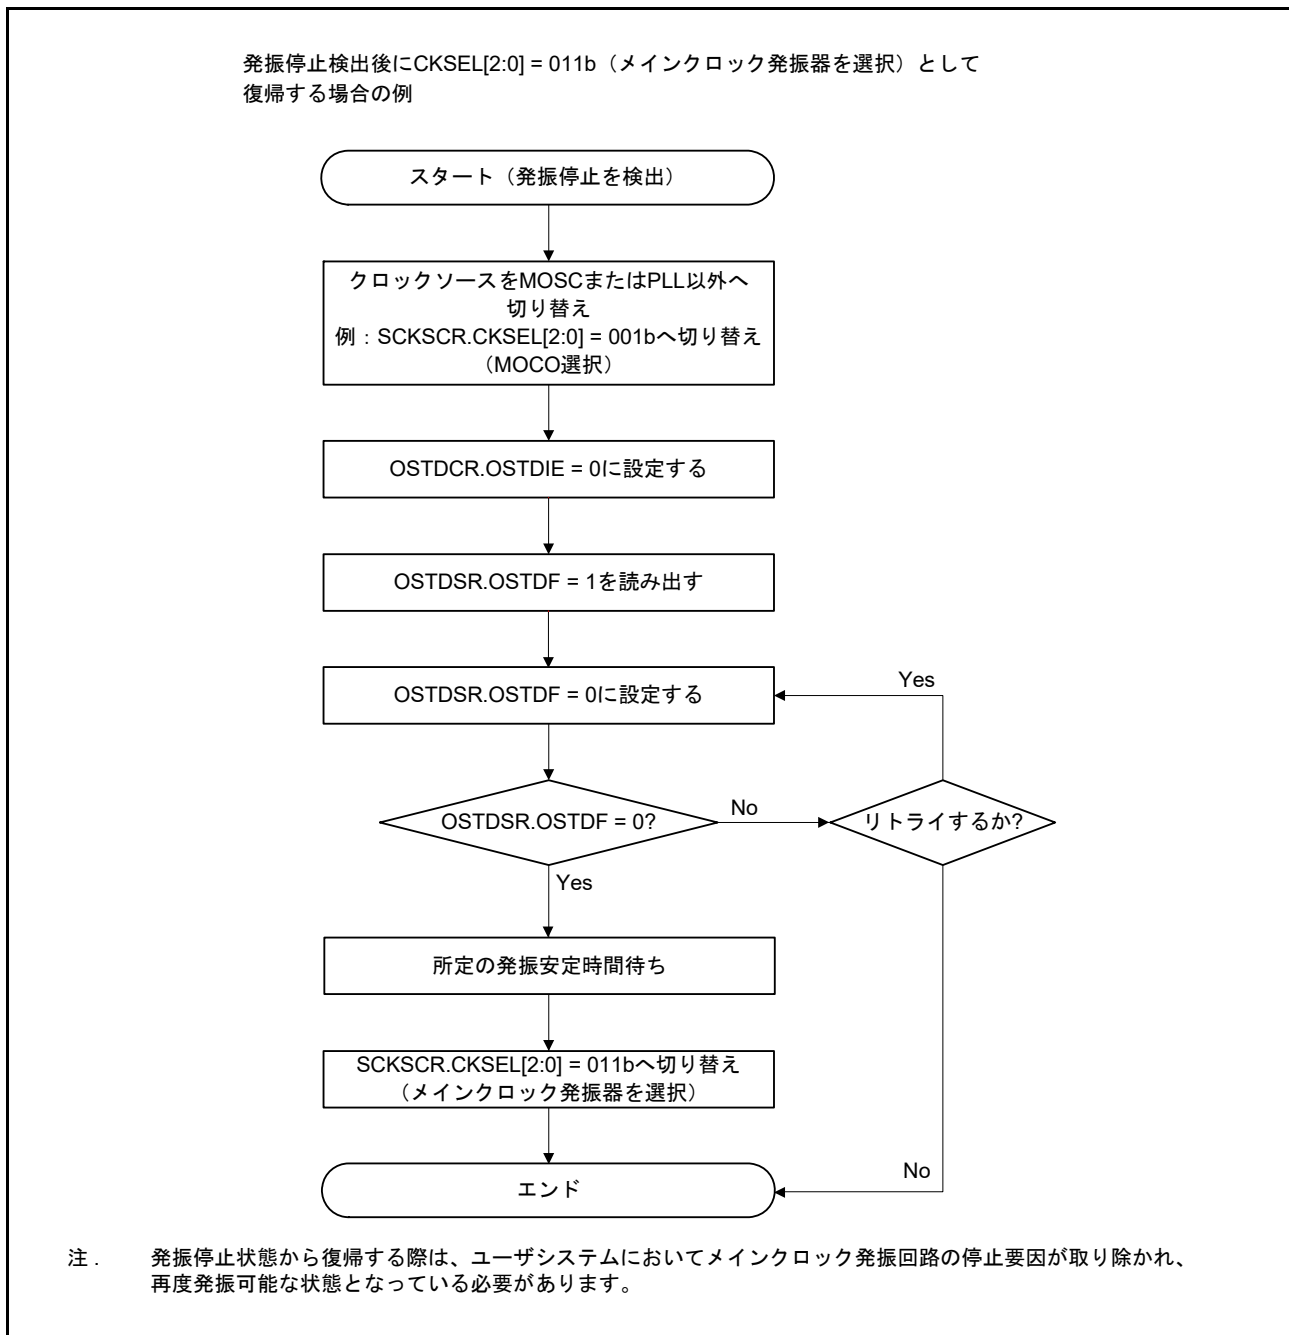 発振停止検出後にCKSEL[2:0] = 011b（メインクロック発振器を選択）として
復帰する場合の例
スタート（発振停止を検出）
クロックソースをMOSCまたはPLL以外へ
切り替え
例：SCKSCR.CKSEL[2:0] = 001bへ切り替え
（MOCO選択）
OSTDCR.OSTDIE = 0に設定する
OSTDSR.OSTDF = 1を読み出す
OSTDSR.OSTDF = 0に設定する
Yes
OSTDSR.OSTDF = 0?
No
リトライするか?
Yes
所定の発振安定時間待ち
SCKSCR.CKSEL[2:0] = 011bへ切り替え
（メインクロック発振器を選択）
No
エンド
注 . 発振停止状態から復帰する際は、ユーザシステムにおいてメインクロック発振回路の停止要因が取り除かれ、
再度発振可能な状態となっている必要があります。